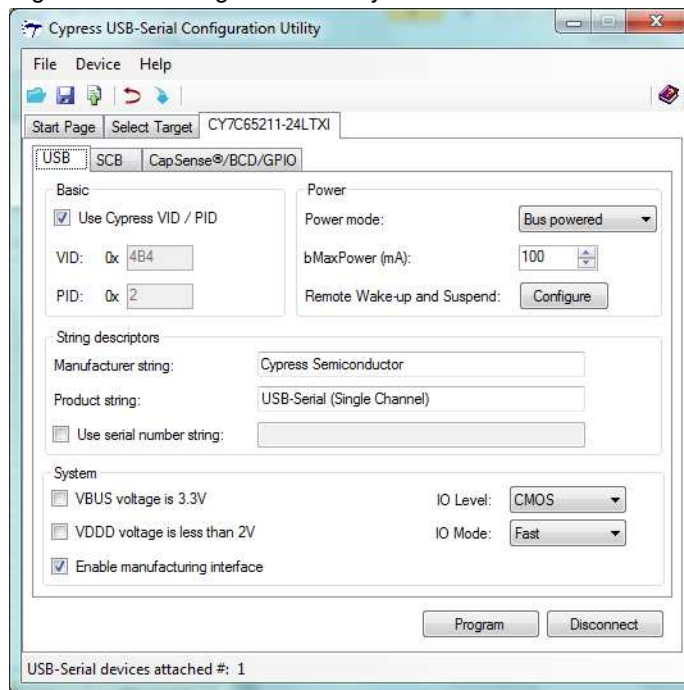 Cypress USB-Serial Configuration Utility
File Device Help
Start Page Select Target CY7C65211-24LTXI
USB SCB CapSense®/BCD/GPIO
Basic
Use Cypress VID / PID
VID: 0x 4B4
PID: 0x 2
Power
Power mode: Bus powered
bMaxPower (mA): 100
Remote Wake-up and Suspend: Configure
String descriptors
Manufacturer string: Cypress Semiconductor
Product string: USB-Serial (Single Channel)
Use serial number string:
System
VBUS voltage is 3.3V IO Level: CMOS
VDDD voltage is less than 2V IO Mode: Fast
Enable manufacturing interface
Program Disconnect
USB-Serial devices attached #: 1